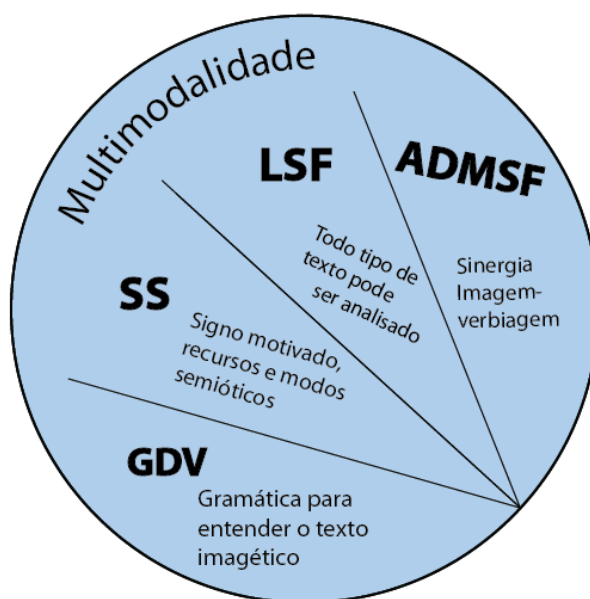 Multimodalidade
LSF
Todo tipo de
texto pode
ser analisado
ADMSF
Sinergia
Imagem-
verbiagem
SS
Signo motivado,
recursos e modos
semióticos
GDV
Gramática para
entender o texto
imagético